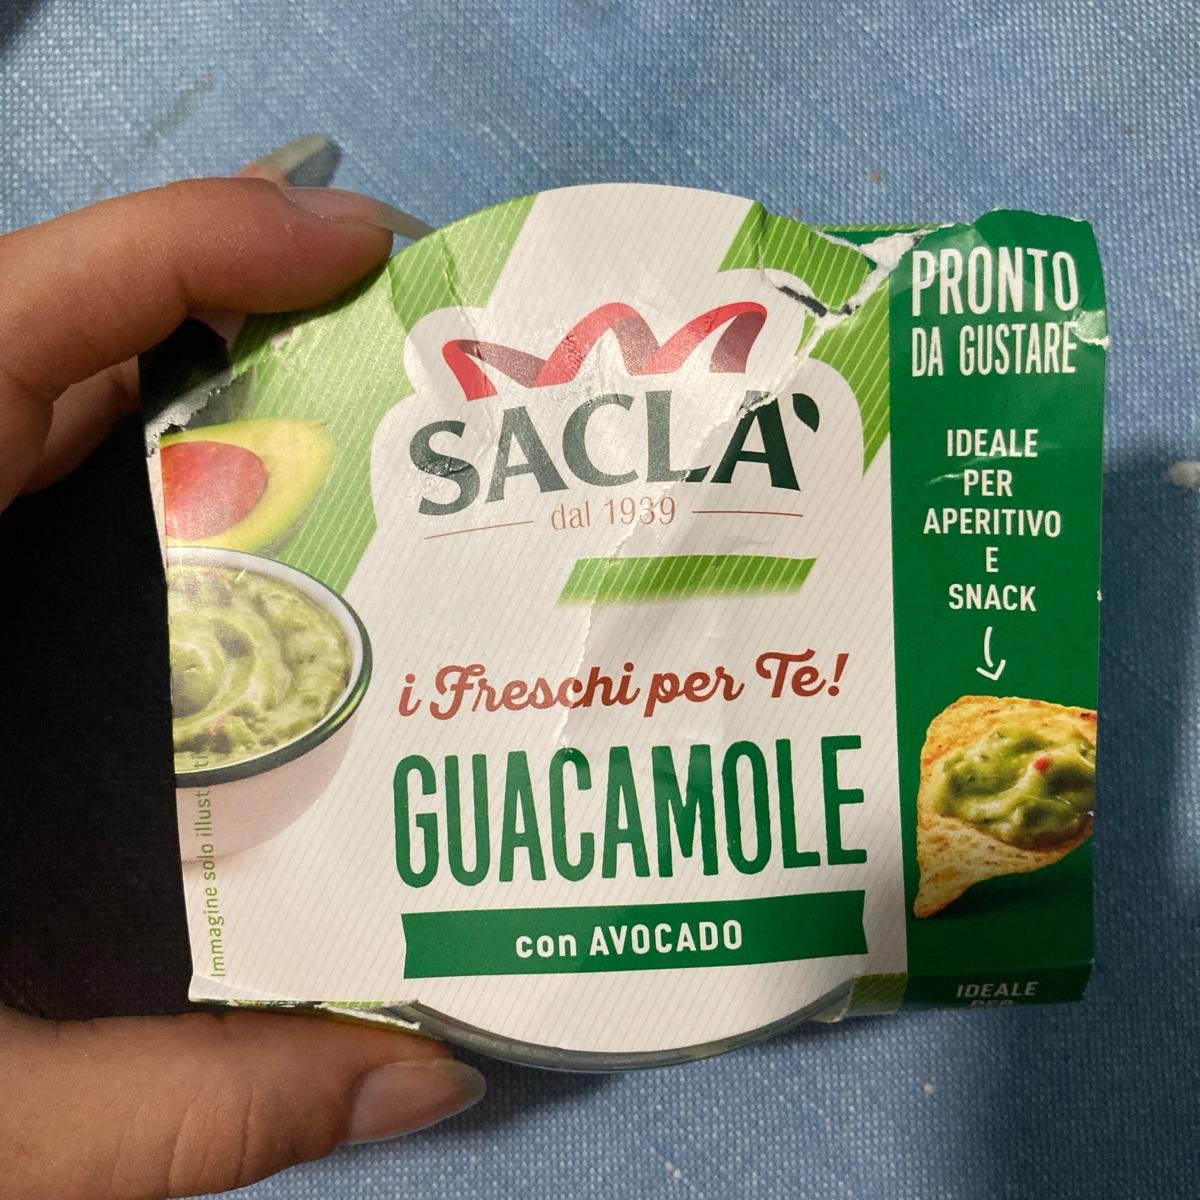 SACLÀ
dal 1939
i Freschi per Te!
GUACAMOLE
con AVOCADO
Immagine solo
PRONTO
DA GUSTARE
IDEALE
PER
APERITIVO
E
SNACK
IDEALE
PER